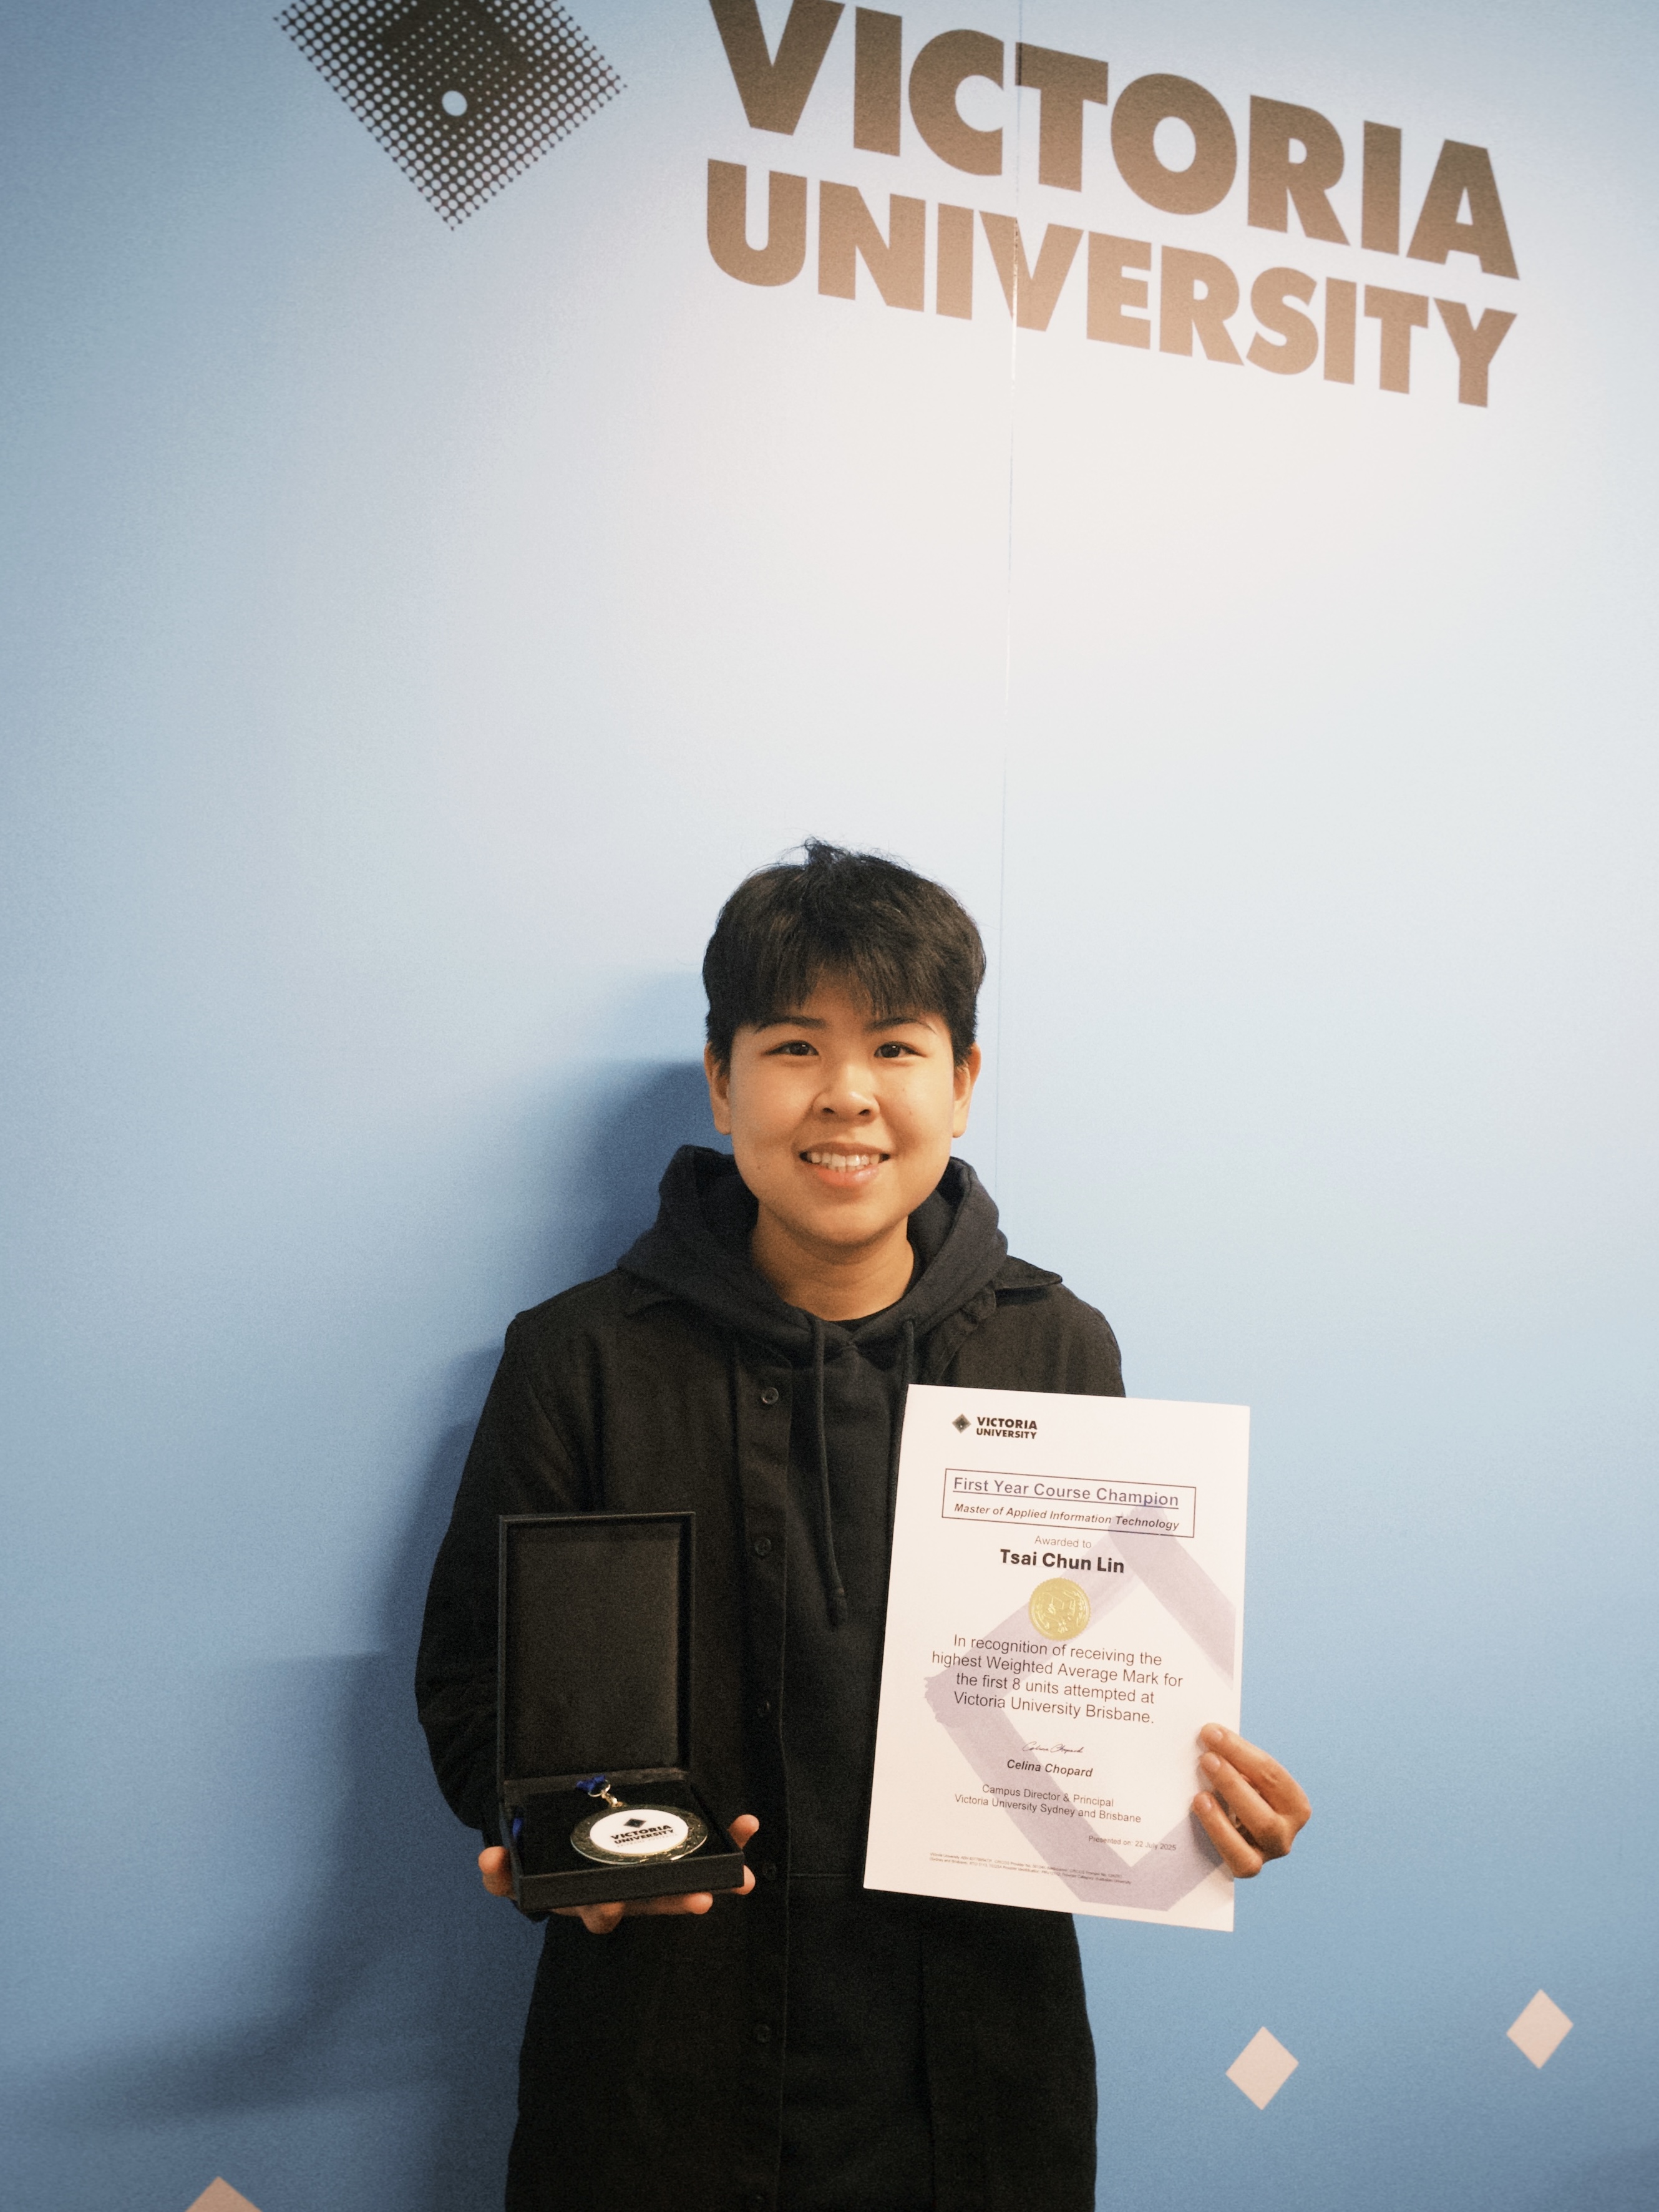 VICTORIA
UNIVERSITY
VICTORIA
UNIVERSITY
First Year Course Champion
Master of Applied Information Technology
Awarded to
Tsai Chun Lin
In recognition of receiving the
highest Weighted Average Mark for
the first 8 units attempted at
Victoria University Brisbane.
Celina Chopard
Campus Director & Principal
Victoria University Sydney and Brisbane
Presented on: 22 July 2025
VICTORIA
UNIVERSITY